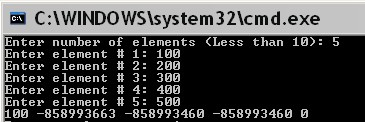 C:\WINDOWS\system32\cmd.exe
Enter number of elements (Less than 10): 5
Enter element # 1: 100
Enter element # 2: 200
Enter element # 3: 300
Enter element # 4: 400
Enter element # 5: 500
100 -858993663 -858993460 -858993460 0